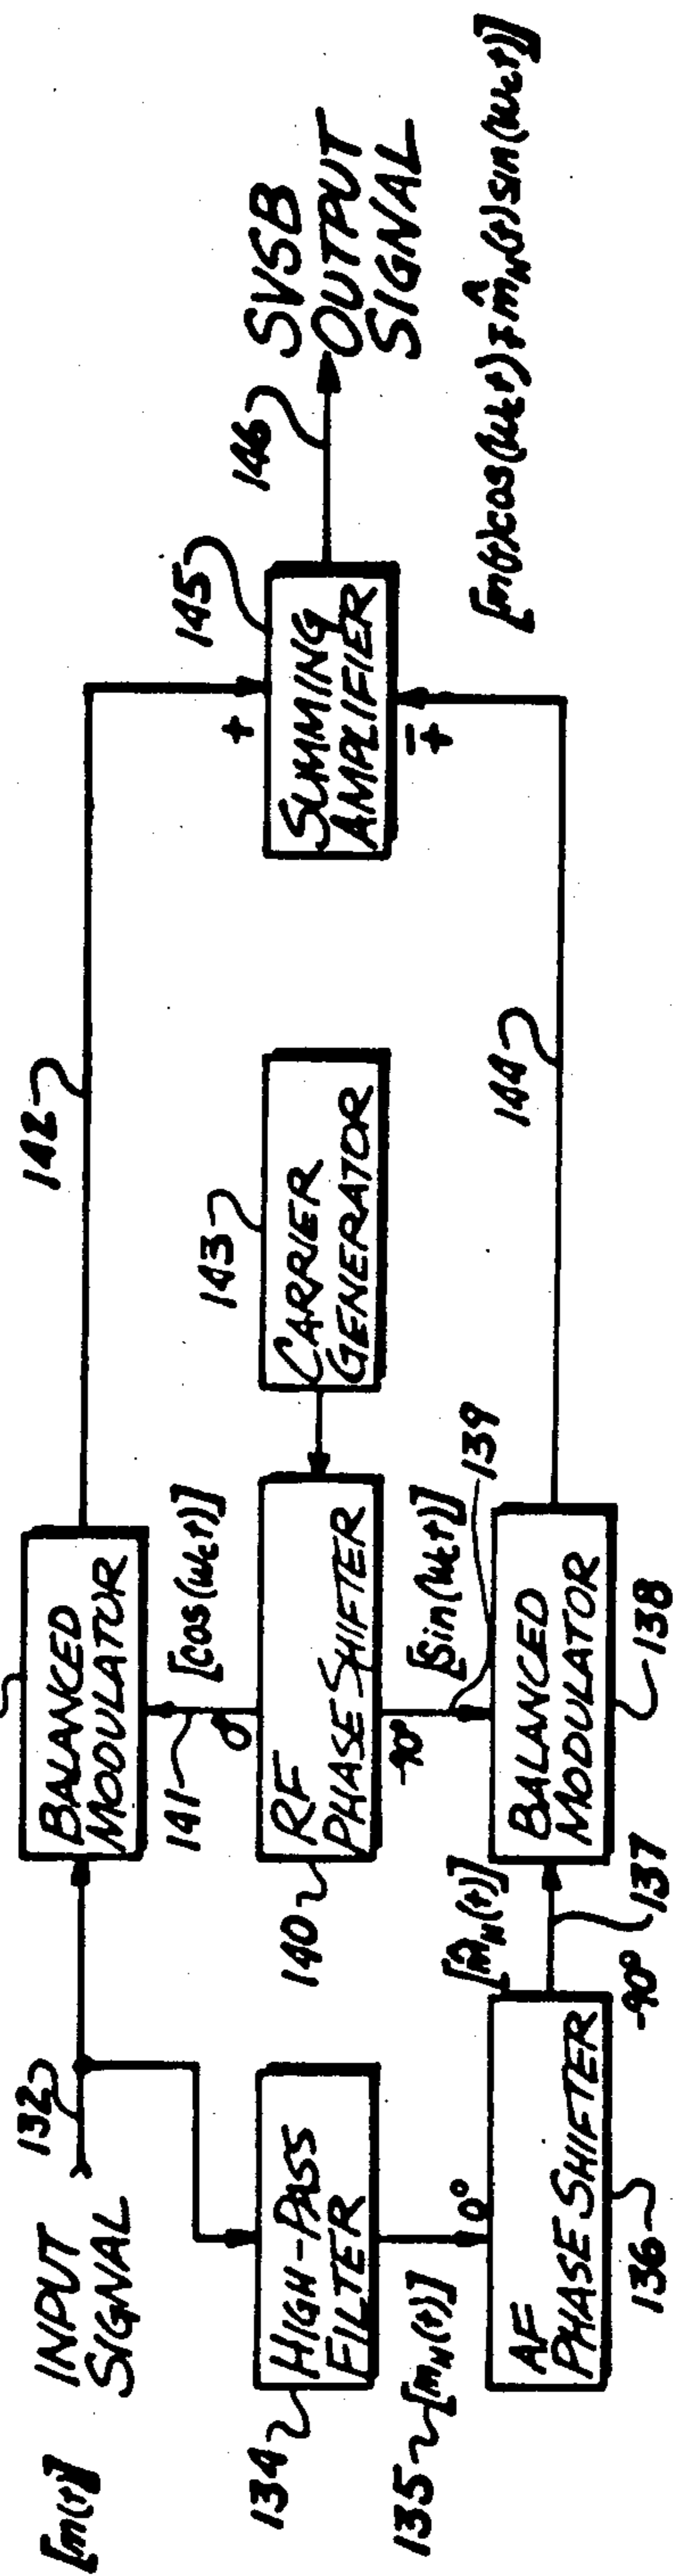 [m(t)]
INPUT
SIGNAL
132
BALANCED
MODULATOR
142
134
HIGH-PASS
FILTER
141
0°
[cos(ωct)]
140
RF
PHASE SHIFTER
143
CARRIER
GENERATOR
+
145
SUMMING
AMPLIFIER
∓
146
SVSB
OUTPUT
SIGNAL
[m(t)cos(ωct)∓m̂H(t)sin(ωct)]
135
[mH(t)]
0°
-90°
[sin(ωct)]
139
AF
PHASE SHIFTER
136
[m̂H(t)]
-90°
137
BALANCED
MODULATOR
138
144